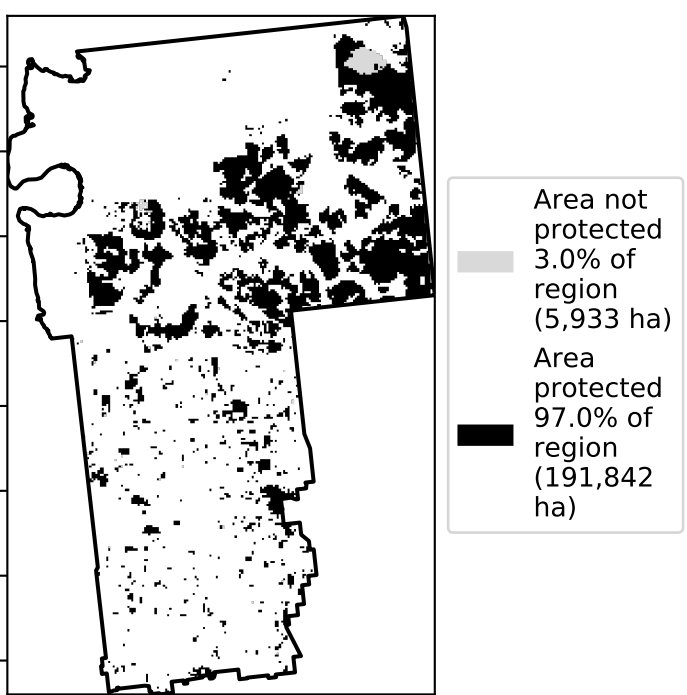 Area not
protected
3.0% of
region
(5,933 ha)
Area
protected
97.0% of
region
(191,842
ha)